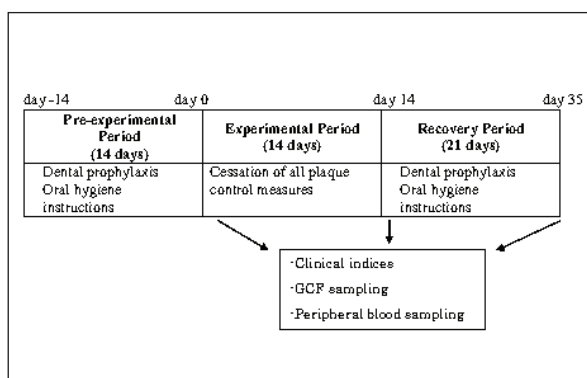 day -14 day 0 day 14 day 35
Pre-experimental Period (14 days)
Experimental Period (14 days)
Recovery Period (21 days)
Dental prophylaxis
Oral hygiene
instructions
Cessation of all plaque
control measures
Dental prophylaxis
Oral hygiene
instructions
-Clinical indices
-GCF sampling
-Peripheral blood sampling